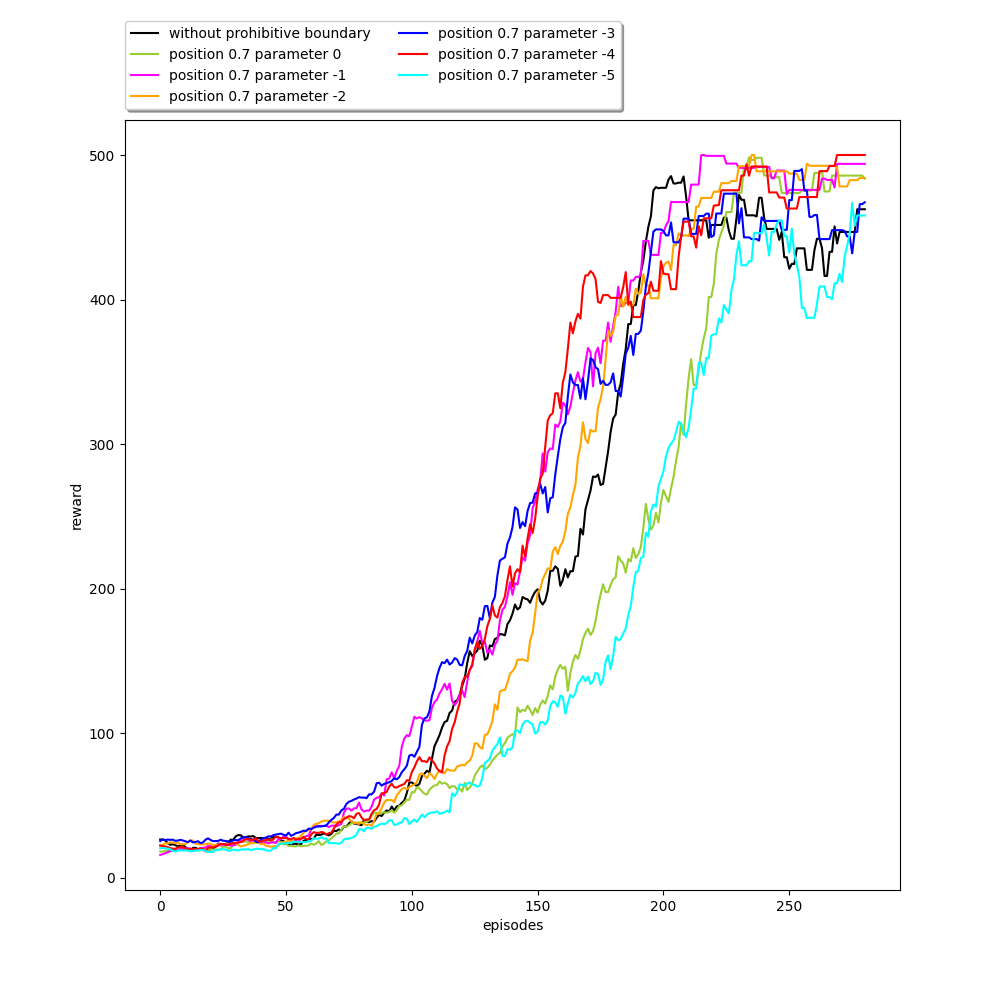 without prohibitive boundary
position 0.7 parameter 0
position 0.7 parameter -1
position 0.7 parameter -2
position 0.7 parameter -3
position 0.7 parameter -4
position 0.7 parameter -5
500
400
300
200
100
0
reward
0 50 100 150 200 250
episodes